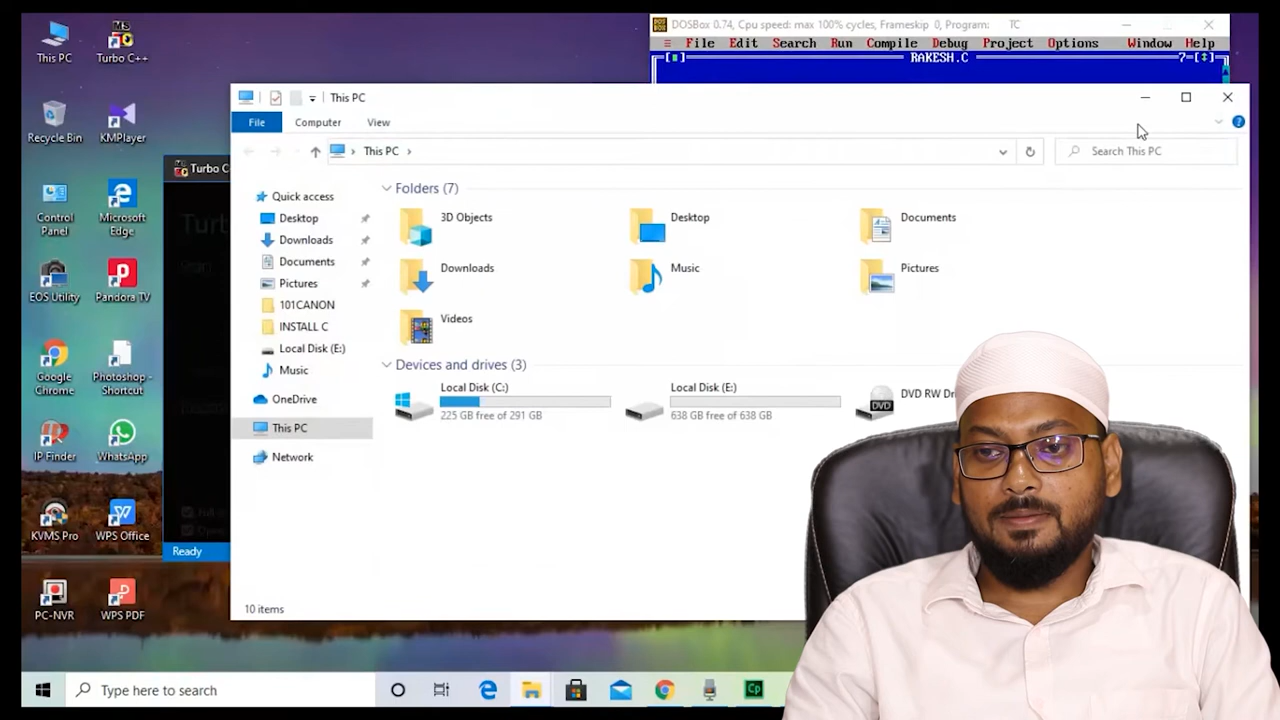 DOSBox 0.74, Cpu speed: max 100% cycles, Frameskip 0, Program: TC
File Edit Search Run Compile Debug Project Options Window Help
RAKESH.C
This PC
Turbo C++
Recycle Bin
KMPlayer
Control Panel
Microsoft Edge
EOS Utility
Pandora TV
Google Chrome
Photoshop - Shortcut
IP Finder
WhatsApp
KVMS Pro
WPS Office
PC-NVR
WPS PDF
Turbo C
Ready
This PC
File Computer View
This PC
Search This PC
Quick access
Desktop
Downloads
Documents
Pictures
101CANON
INSTALL C
Local Disk (E:)
Music
OneDrive
This PC
Network
Folders (7)
3D Objects
Desktop
Documents
Downloads
Music
Pictures
Videos
Devices and drives (3)
Local Disk (C:)
225 GB free of 291 GB
Local Disk (E:)
638 GB free of 638 GB
DVD RW
DVD
10 items
Type here to search
Cp